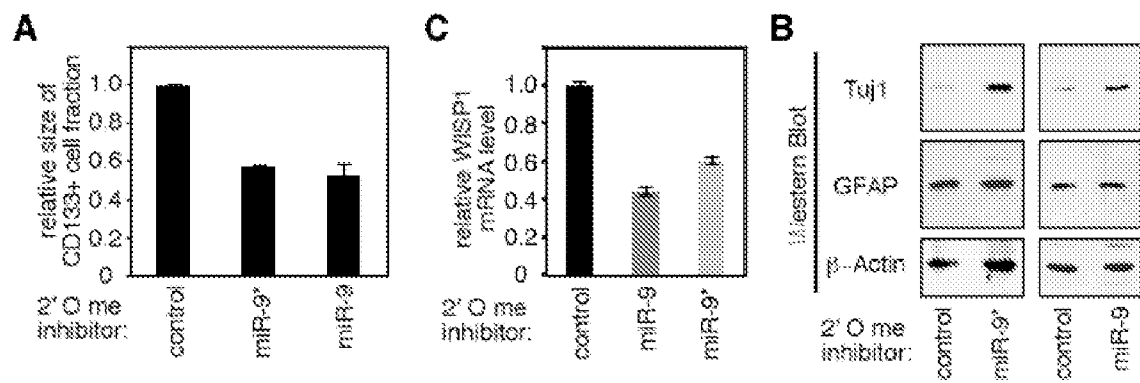 A
relative size of
CD133+ cell fraction
1.0
0.8
0.6
0.4
0.2
0
2' O me
inhibitor:
control
miR-9*
miR-9
C
relative WISP1
mRNA level
1.0
0.8
0.6
0.4
0.2
0
2' O me
inhibitor:
control
miR-9
miR-9*
B
Western Blot
Tuj1
GFAP
β-Actin
2' O me
inhibitor:
control
miR-9*
control
miR-9